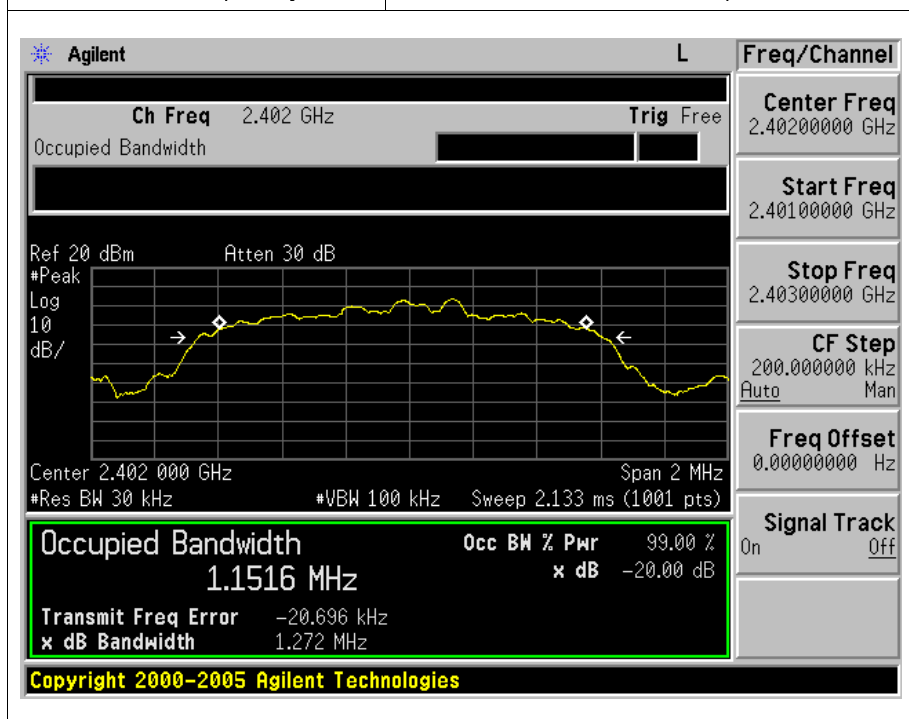 Agilent L
Freq/Channel
Ch Freq 2.402 GHz Trig Free
Occupied Bandwidth
Center Freq
2.40200000 GHz
Start Freq
2.40100000 GHz
Stop Freq
2.40300000 GHz
CF Step
200.000000 kHz
Auto Man
Freq Offset
0.00000000 Hz
Signal Track
On Off
Ref 20 dBm Atten 30 dB
#Peak
Log
10
dB/
Center 2.402 000 GHz Span 2 MHz
#Res BW 30 kHz #VBW 100 kHz Sweep 2.133 ms (1001 pts)
Occupied Bandwidth Occ BW % Pwr 99.00 %
1.1516 MHz x dB -20.00 dB
Transmit Freq Error -20.696 kHz
x dB Bandwidth 1.272 MHz
Copyright 2000-2005 Agilent Technologies